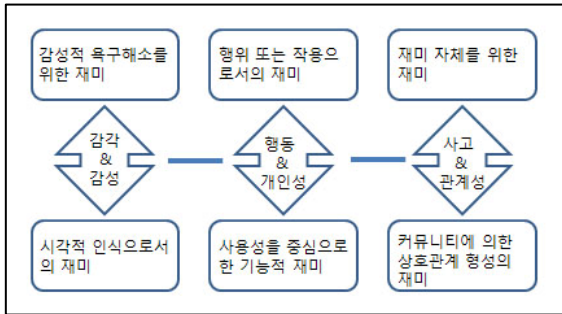 감성적 욕구해소를
위한 재미
행위 또는 작용으
로서의 재미
재미 자체를 위한
재미
감각
&
감성
행동
&
개인성
사고
&
관계성
시각적 인식으로서
의 재미
사용성을 중심으로
한 기능적 재미
커뮤니티에 의한
상호관계 형성의
재미